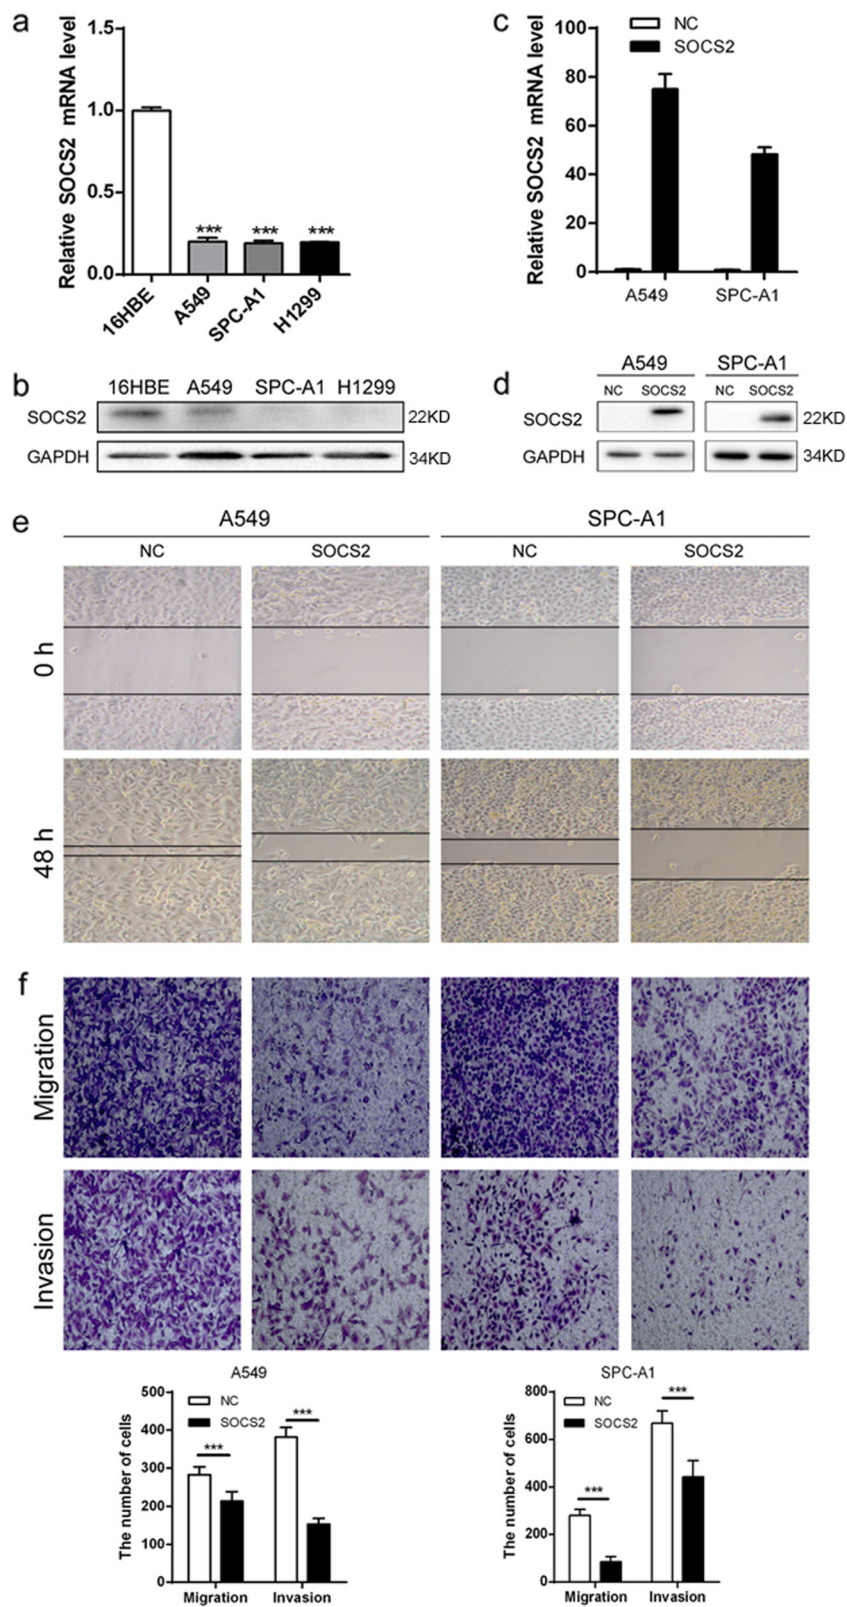 a
Relative SOCS2 mRNA level
1.5
1.0
0.5
0.0
***
***
***
16HBE
A549
SPC-A1
H1299
c
Relative SOCS2 mRNA level
NC
SOCS2
100
80
60
40
20
0
A549
SPC-A1
b
16HBE A549 SPC-A1 H1299
SOCS2
22KD
GAPDH
34KD
d
A549
SPC-A1
NC SOCS2 NC SOCS2
SOCS2
22KD
GAPDH
34KD
e
A549
SPC-A1
NC
SOCS2
NC
SOCS2
0 h
48 h
f
Migration
Invasion
A549
The number of cells
500
400
300
200
100
0
NC
SOCS2
***
***
Migration
Invasion
SPC-A1
The number of cells
800
600
400
200
0
NC
SOCS2
***
***
Migration
Invasion